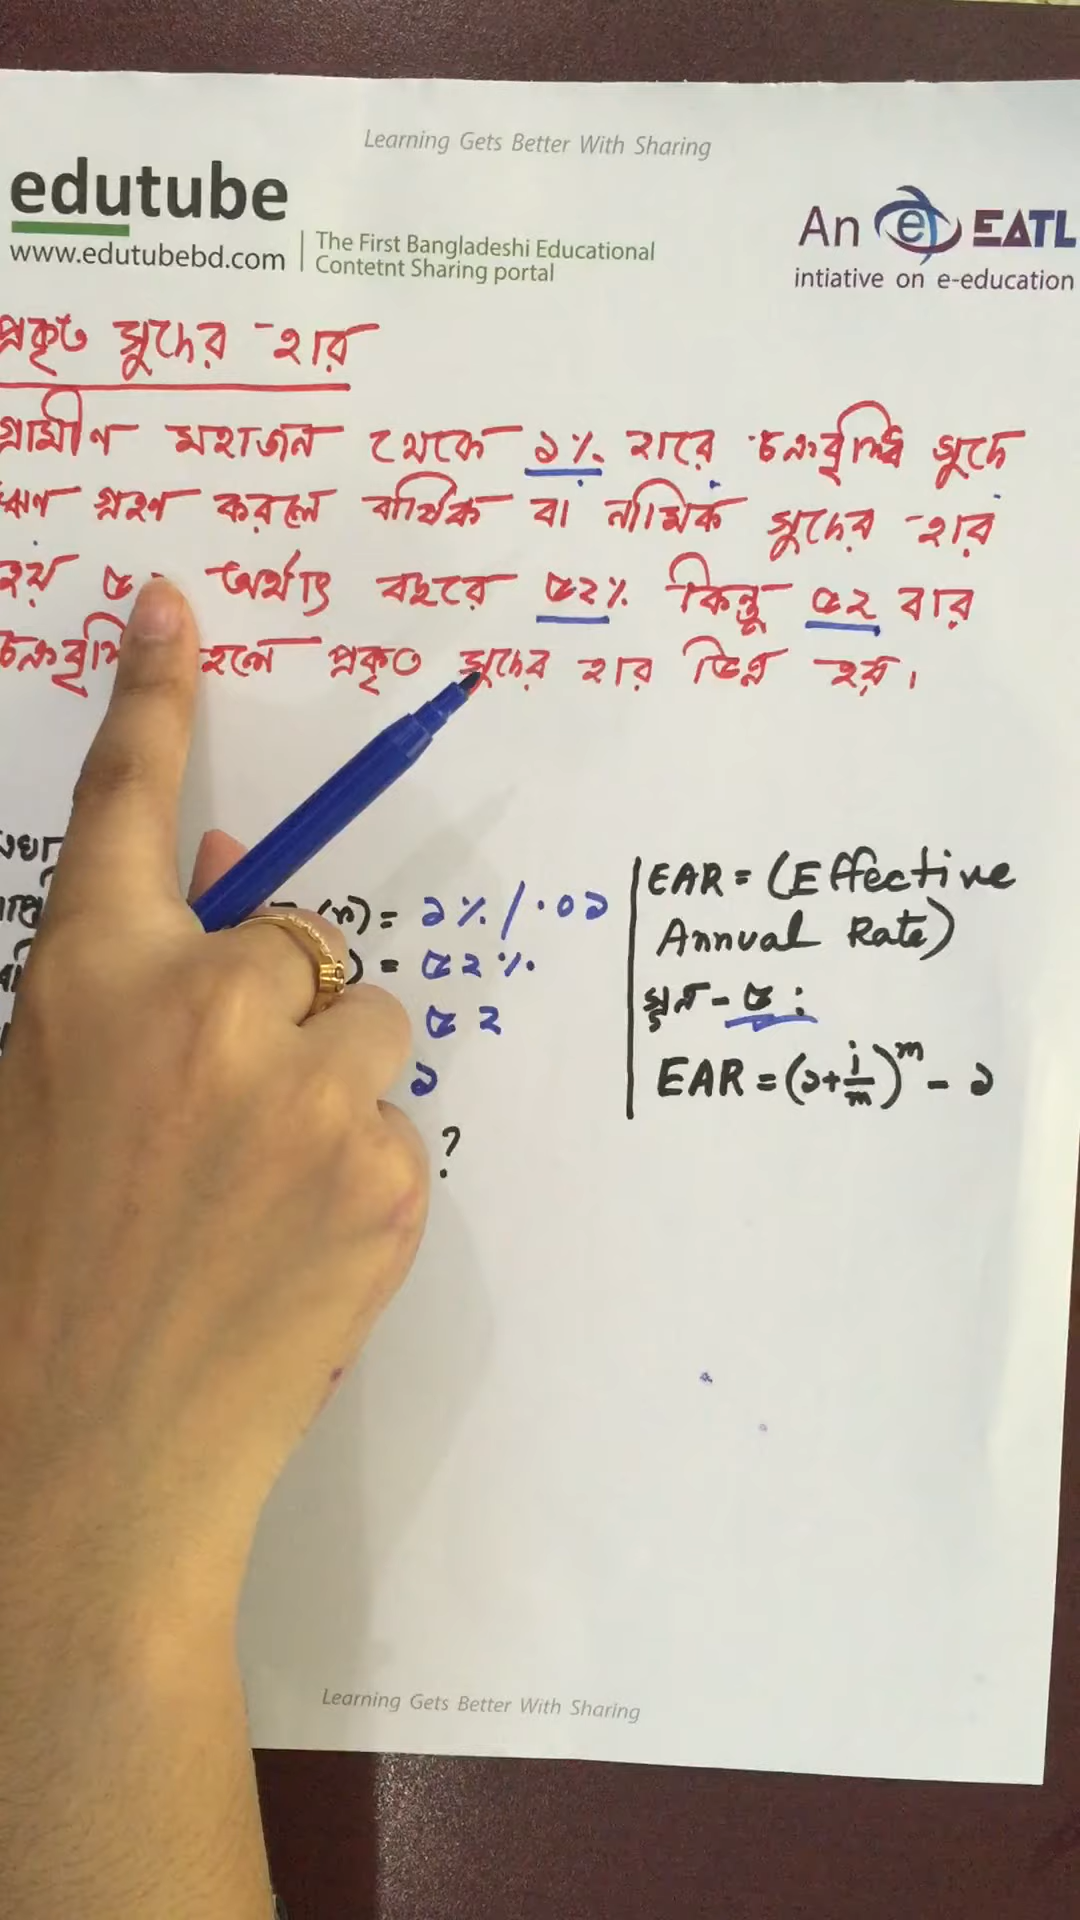 Learning Gets Better With Sharing
edutube
www.edutubebd.com
The First Bangladeshi Educational
Contetnt Sharing portal
An e EATL
intiative on e-education
প্রকৃত সুদের হার
গ্রামীণ মহাজন থেকে ১% হারে চক্রবৃদ্ধি সুদে
ঋণ গ্রহণ করলে বার্ষিক বা নামিক সুদের হার
হয় অর্থাৎ বছরে ৫২% কিন্তু ৫২ বার
হলে প্রকৃত সুদের হার ভিন্ন হয়।
(n) = ১% / .০১
) = ৫২%
৫২
১
?
EAR = (Effective
Annual Rate)
সূত্র - ৫ :
EAR = (১+i/m)^m - ১
Learning Gets Better With Sharing